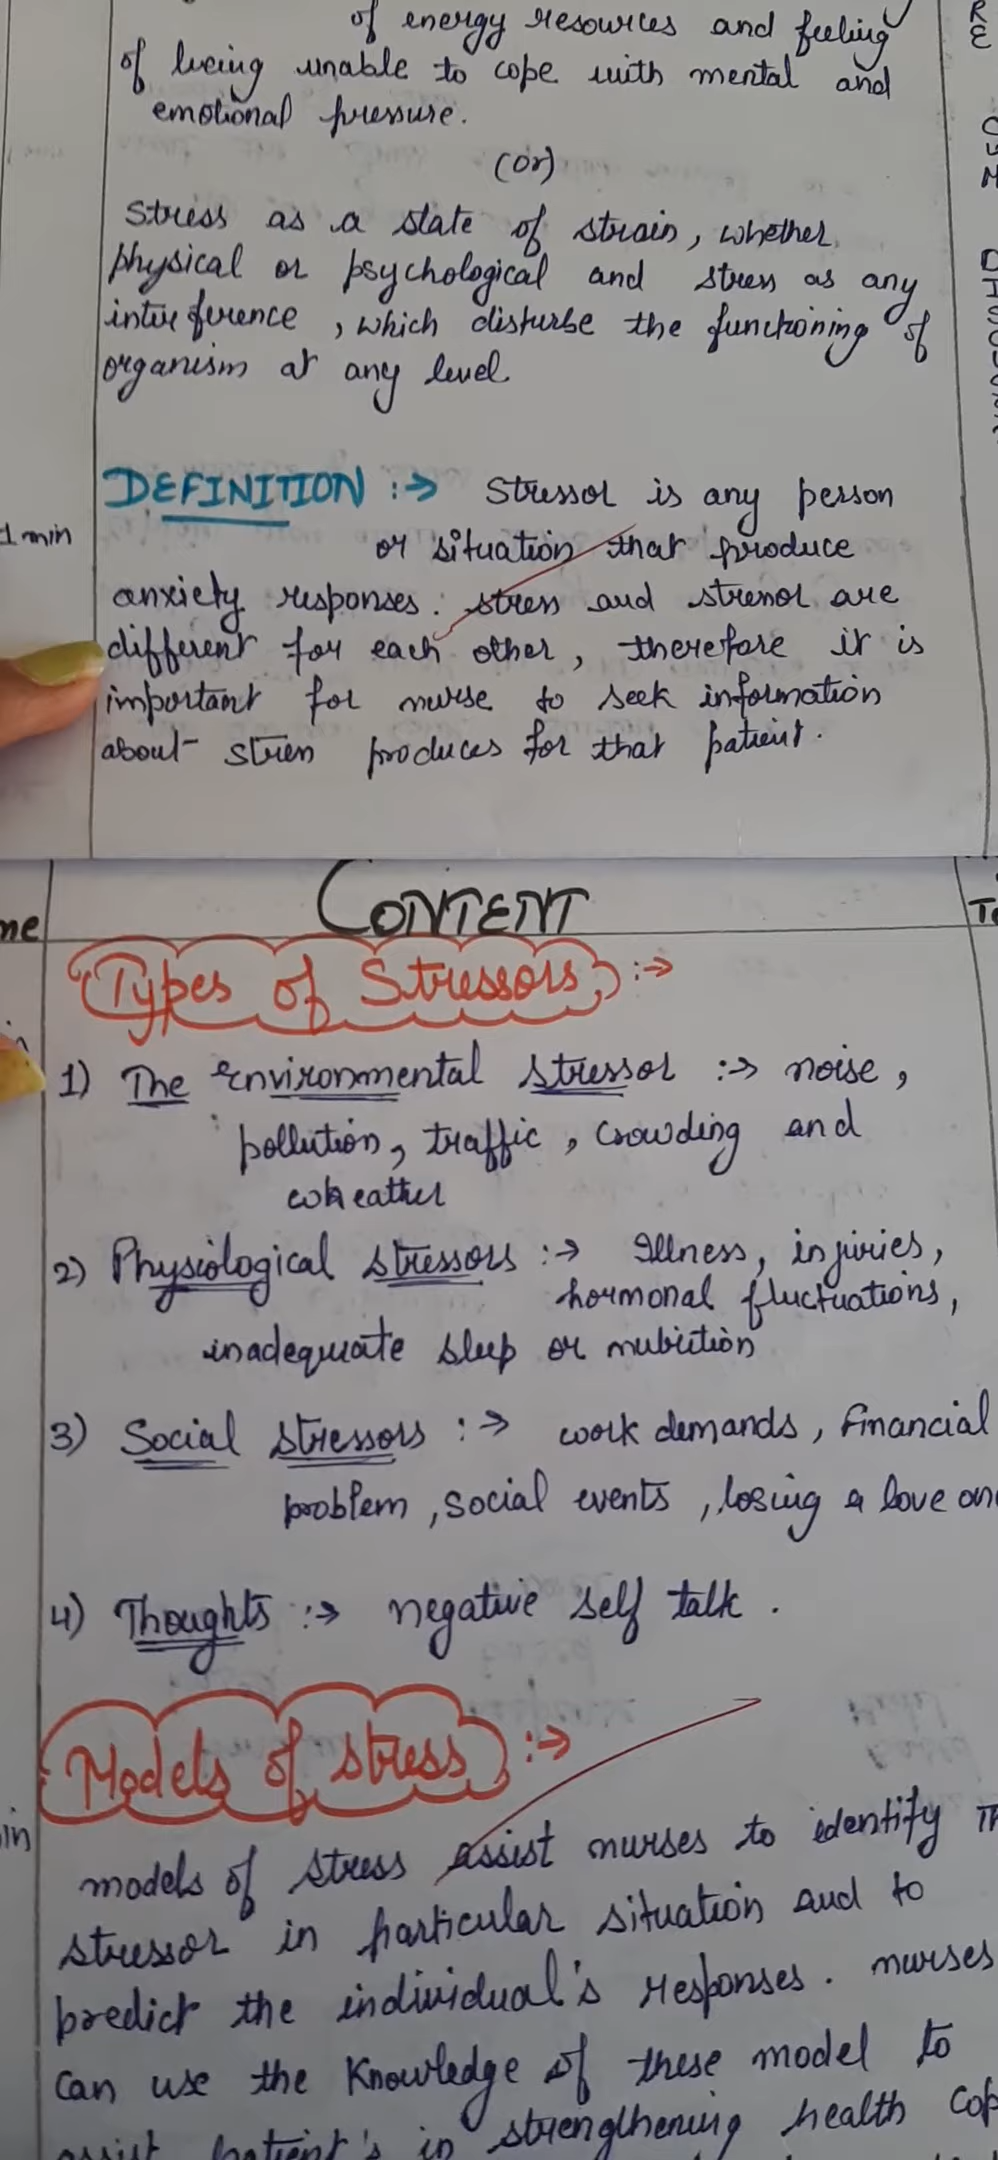 of energy resources and feeling
of being unable to cope with mental and
emotional pressure.
(or)
Stress as a state of strain, whether
physical or psychological and stress as any
interference, which disturbe the functioning of
organism at any level
DEFINITION :→ Stressor is any person
or situation that produce
1 min
anxiety responses. stress and stressor are
different for each other, therefore it is
important for nurse to seek information
about stress produces for that patient.
CONTENT
Types of Stressors :→
1) The environmental stressor :→ noise,
pollution, traffic, crowding and
wheather
2) Physiological stressors :→ Illness, injuries,
hormonal fluctuations,
inadequate sleep or nutrition
3) Social stressors :→ work demands, Financial
problem, social events, losing a love one
4) Thoughts :→ negative self talk.
Models of stress :→
models of stress assist nurses to identify
stressor in particular situation and to
predict the individual's responses. nurses
can use the knowledge of these model to
assist patient's in strengthening health